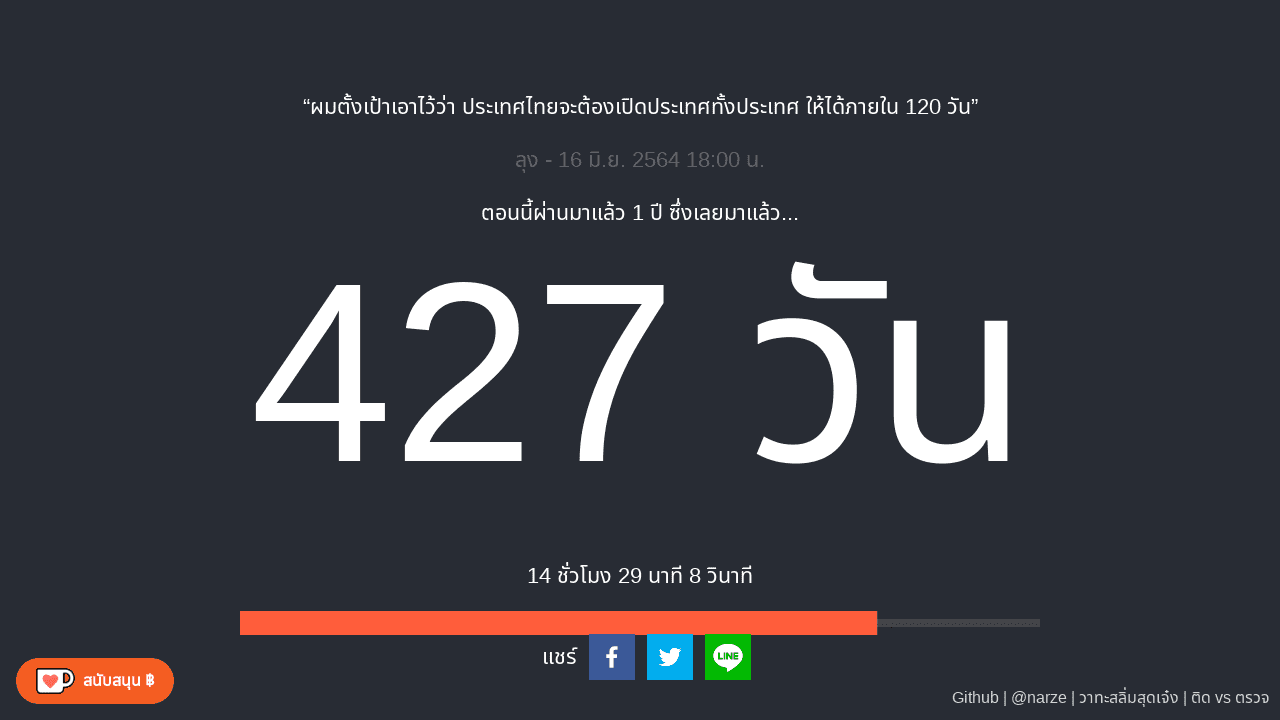 “ผมตั้งเป้าเอาไว้ว่า ประเทศไทยจะต้องเปิดประเทศทั้งประเทศ ให้ได้ภายใน 120 วัน”
ลุง - 16 มิ.ย. 2564 18:00 น.
ตอนนี้ผ่านมาแล้ว 1 ปี ซึ่งเลยมาแล้ว...
427 วัน
14 ชั่วโมง 29 นาที 8 วินาที
แชร์
LINE
สนับสนุน ฿
Github | @narze | วาทะสลิ่มสุดเจ๋ง | ติด vs ตรวจ